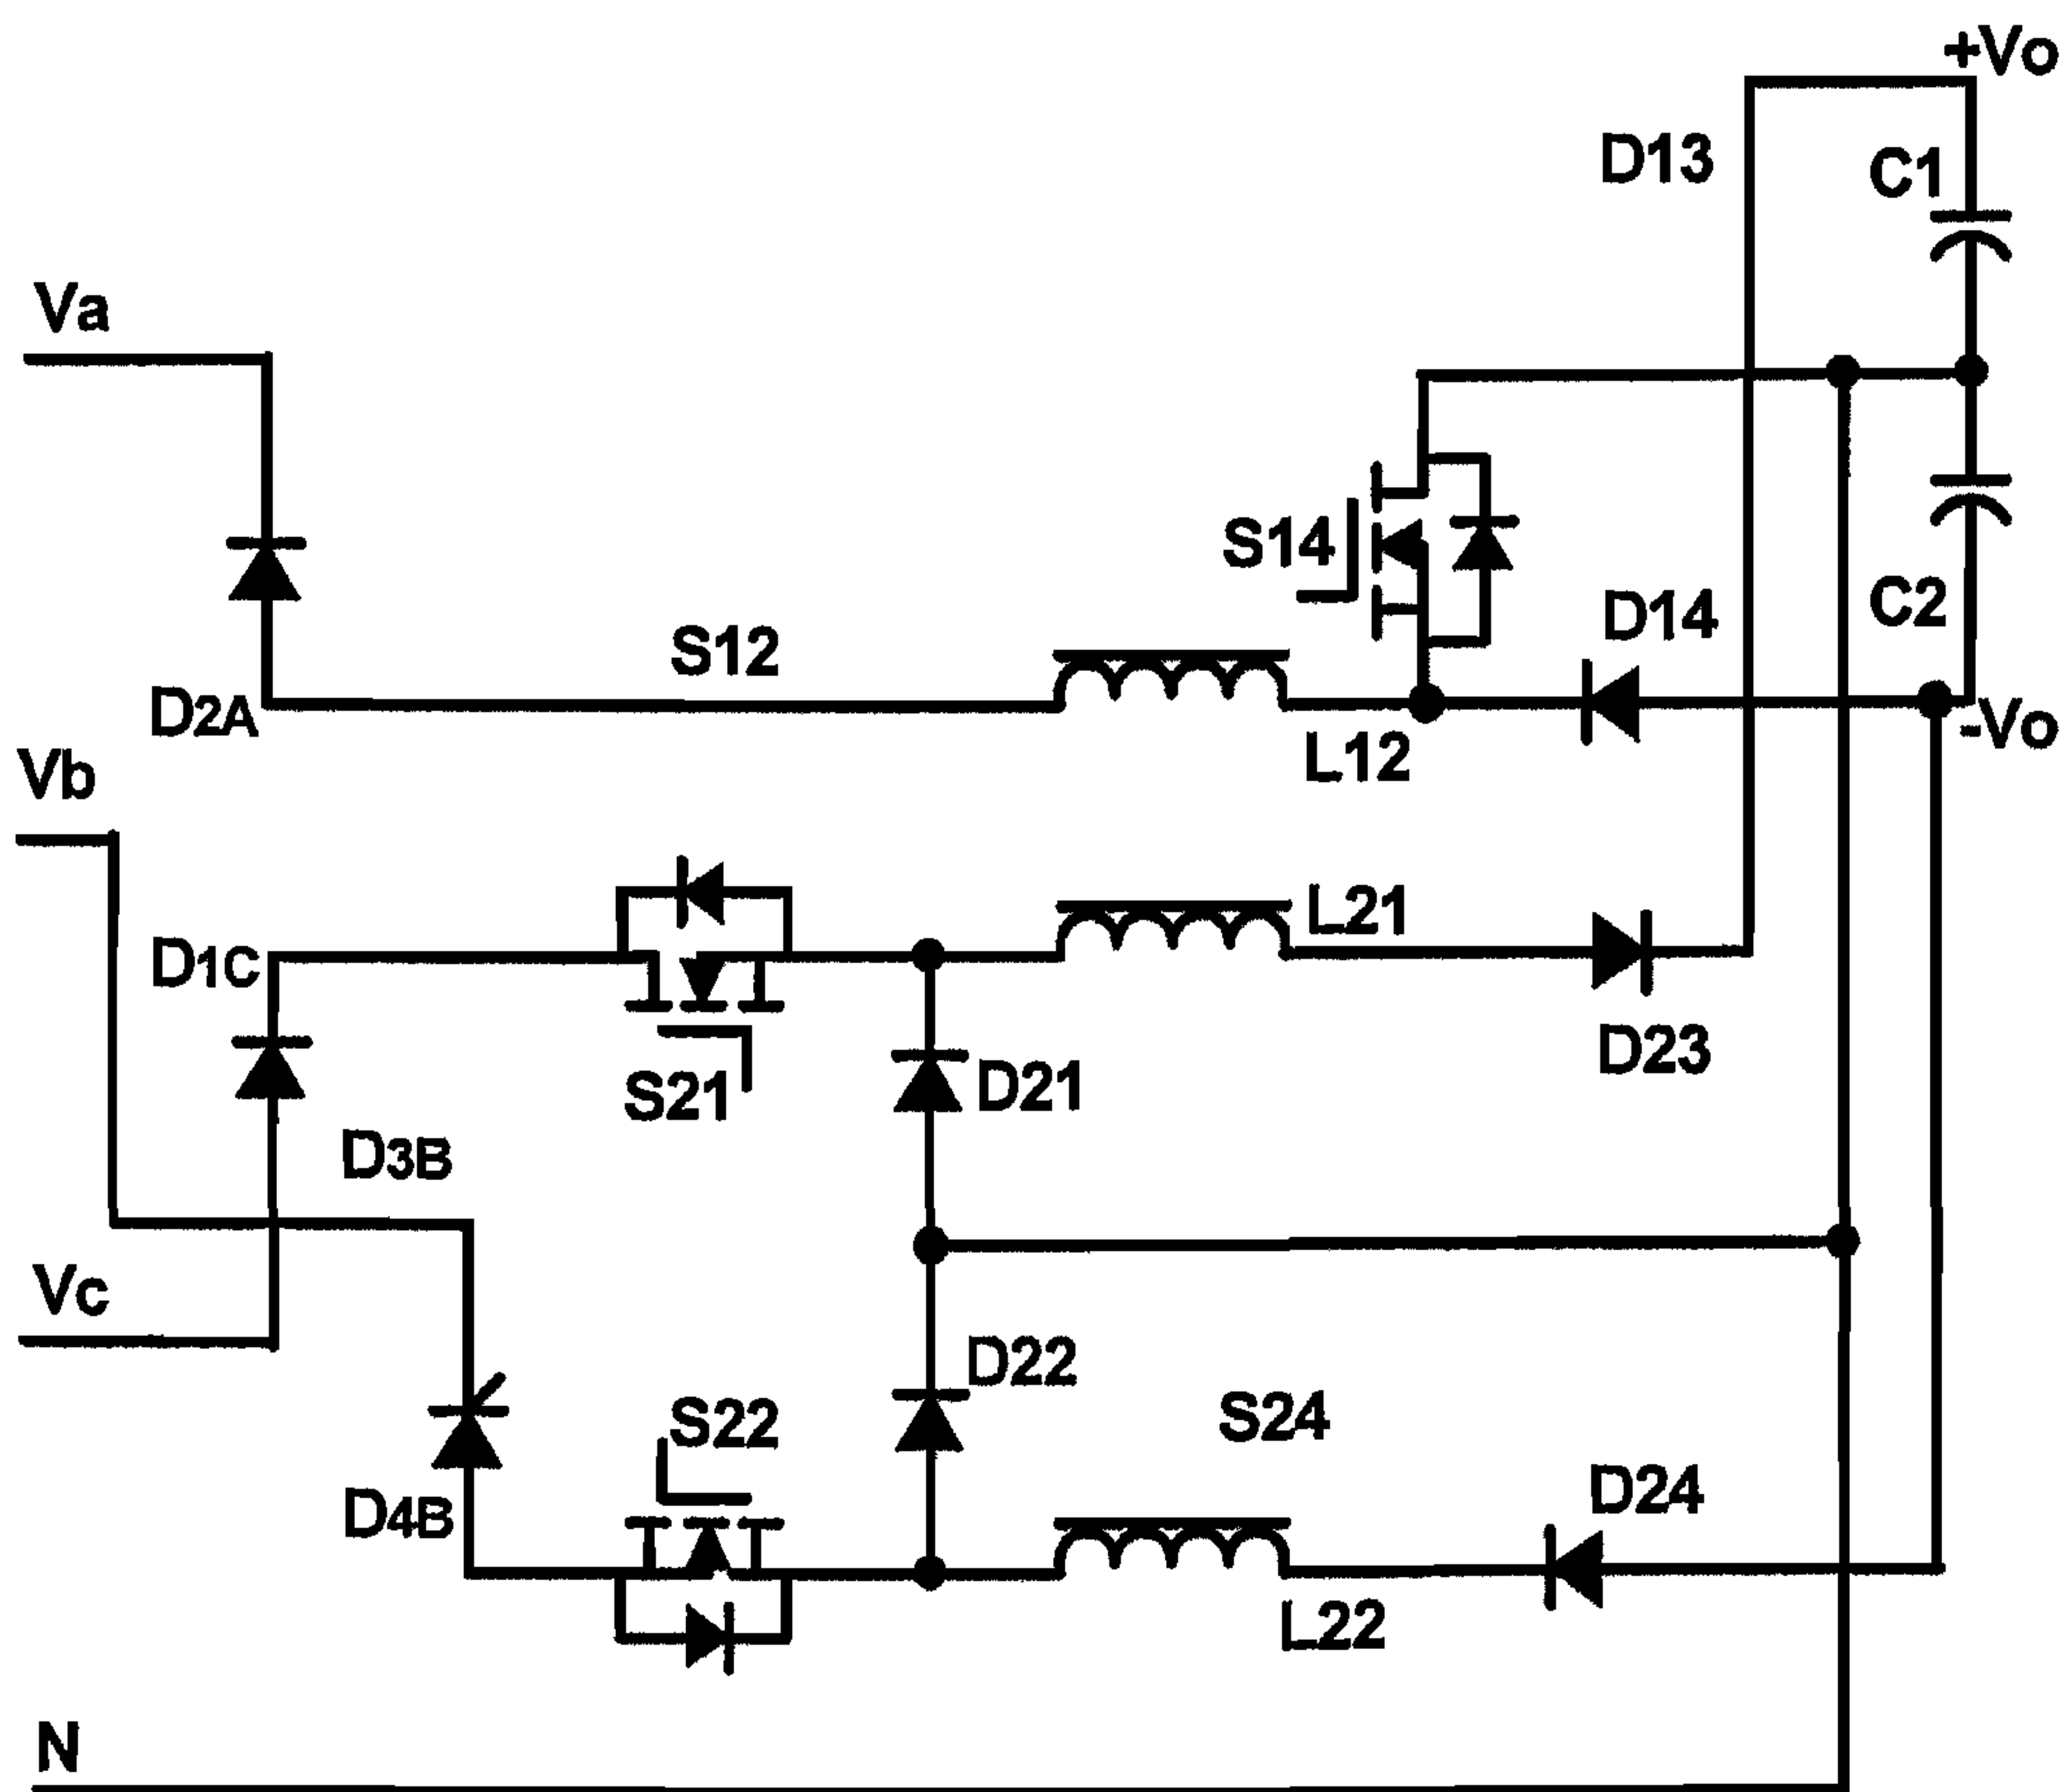 +Vo
D13
C1
Va
S14
D14
C2
S12
D2A
-Vo
L12
Vb
L21
D1C
D23
D21
S21
D3B
Vc
D22
S22
S24
D24
D4B
L22
N